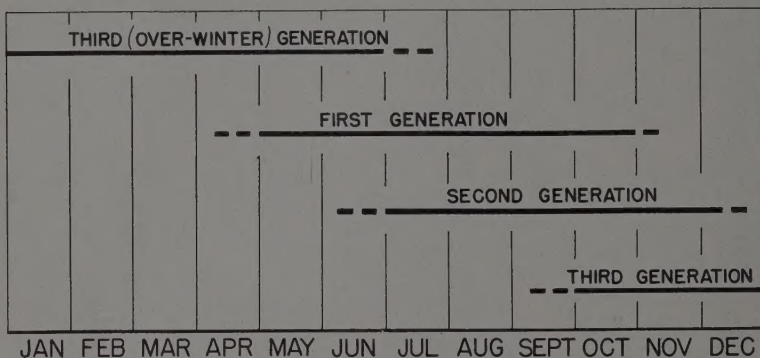 THIRD (OVER-WINTER) GENERATION
FIRST GENERATION
SECOND GENERATION
THIRD GENERATION
JAN FEB MAR APR MAY JUN JUL AUG SEPT OCT NOV DEC